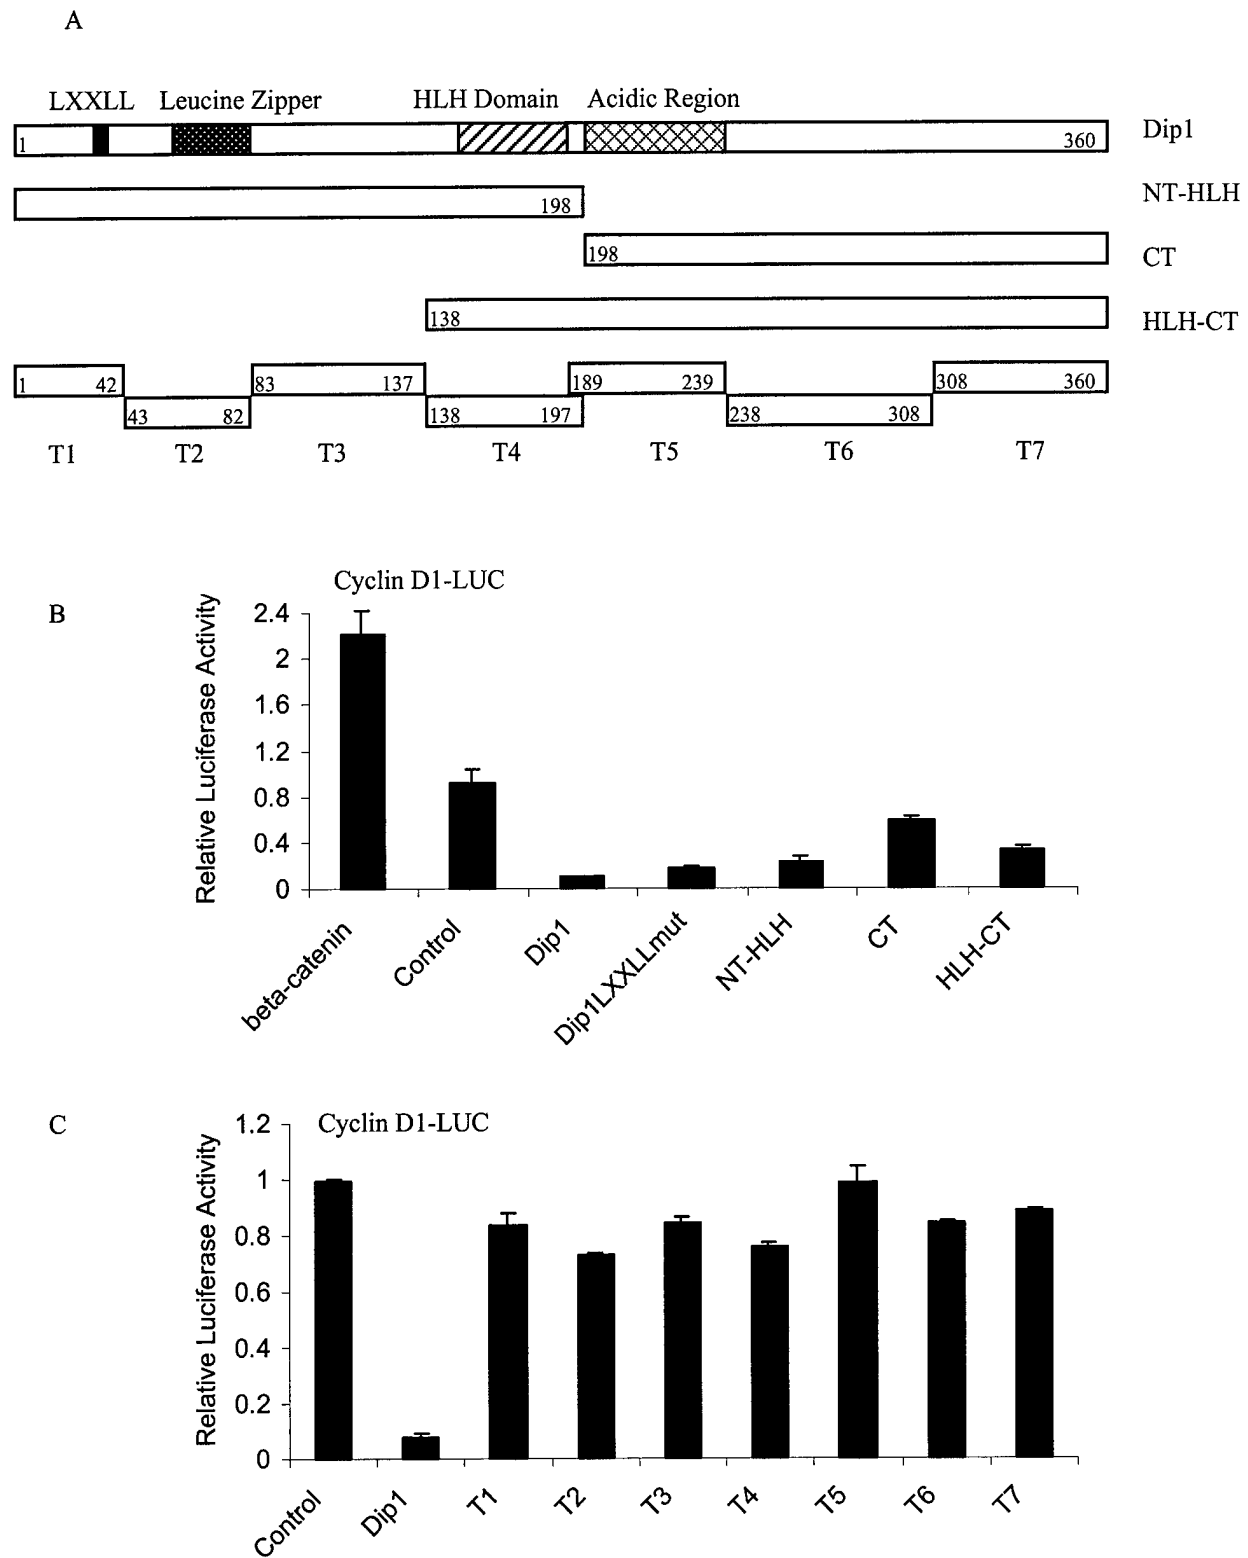 A
LXXLL Leucine Zipper HLH Domain Acidic Region
1 360 Dip1
198 NT-HLH
198 CT
138 HLH-CT
1 42 83 137 189 239 308 360
43 82 138 197 238 308
T1 T2 T3 T4 T5 T6 T7
B
Cyclin D1-LUC
Relative Luciferase Activity
2.4
2
1.6
1.2
0.8
0.4
0
beta-catenin Control Dip1 Dip1LXXLLmut NT-HLH CT HLH-CT
C
Cyclin D1-LUC
Relative Luciferase Activity
1.2
1
0.8
0.6
0.4
0.2
0
Control Dip1 T1 T2 T3 T4 T5 T6 T7